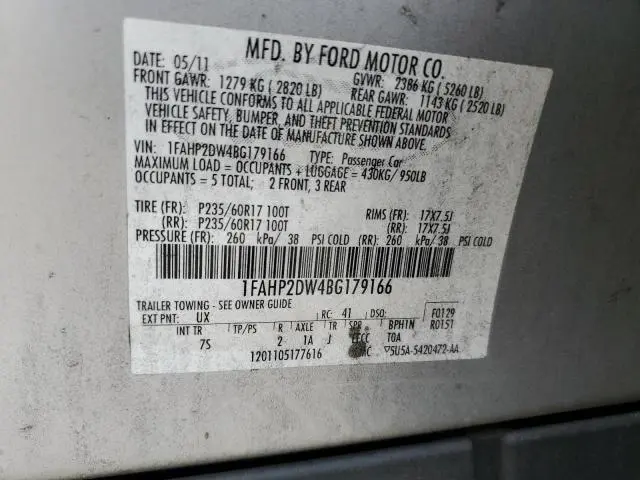 MFD. BY FORD MOTOR CO.
DATE: 05/11 GVWR: 2386 KG ( 5260 LB)
FRONT GAWR: 1279 KG ( 2820 LB) REAR GAWR: 1143 KG ( 2520 LB)
THIS VEHICLE CONFORMS TO ALL APPLICABLE FEDERAL MOTOR
VEHICLE SAFETY, BUMPER, AND THEFT PREVENTION STANDARDS
IN EFFECT ON THE DATE OF MANUFACTURE SHOWN ABOVE.
VIN: 1FAHP2DW4BG179166 TYPE: Passenger Car
MAXIMUM LOAD = OCCUPANTS + LUGGAGE = 430KG/ 950LB
OCCUPANTS = 5 TOTAL; 2 FRONT, 3 REAR
TIRE (FR): P235/60R17 100T RIMS (FR): 17X7.5J
(RR): P235/60R17 100T (RR): 17X7.5J
PRESSURE (FR): 260 kPa/ 38 PSI COLD (RR): 260 kPa/ 38 PSI COLD
1FAHP2DW4BG179166
TRAILER TOWING - SEE OWNER GUIDE
EXT PNT: UX RC: 41 DSO: F0129
INT TR TP/PS R AXLE TR SPR BPHIN R0151
7S 2 1A J TOA
1201105177616 5U5A-5420472-AA